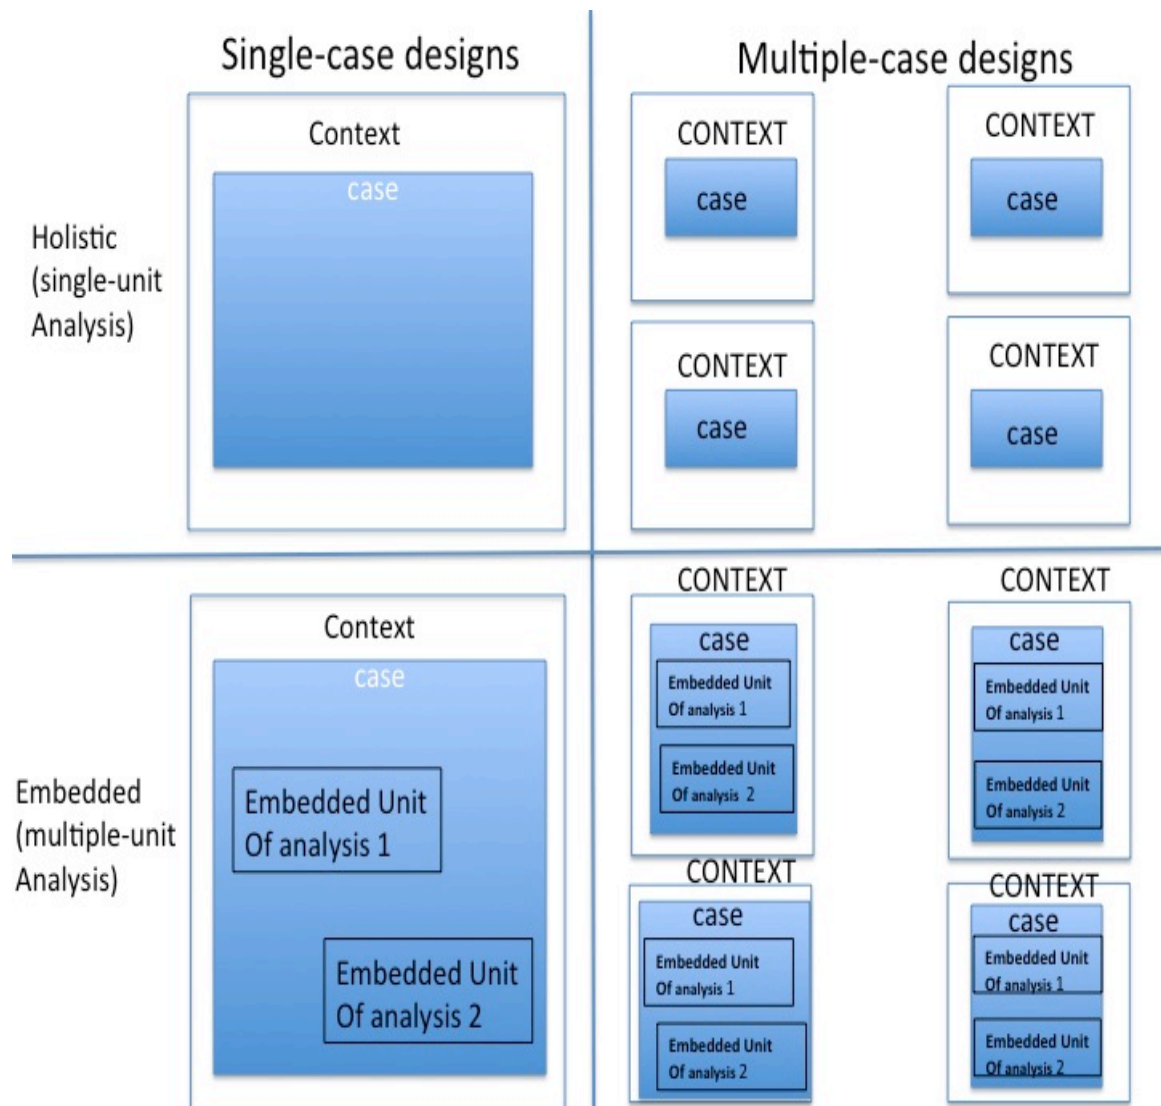 Single-case designs
Multiple-case designs
Holistic
(single-unit
Analysis)
Context
case
CONTEXT
case
CONTEXT
case
CONTEXT
case
CONTEXT
case
Embedded
(multiple-unit
Analysis)
Context
case
Embedded Unit
Of analysis 1
Embedded Unit
Of analysis 2
CONTEXT
case
Embedded Unit
Of analysis 1
Embedded Unit
Of analysis 2
CONTEXT
case
Embedded Unit
Of analysis 1
Embedded Unit
Of analysis 2
CONTEXT
case
Embedded Unit
Of analysis 1
Embedded Unit
Of analysis 2
CONTEXT
case
Embedded Unit
Of analysis 1
Embedded Unit
Of analysis 2